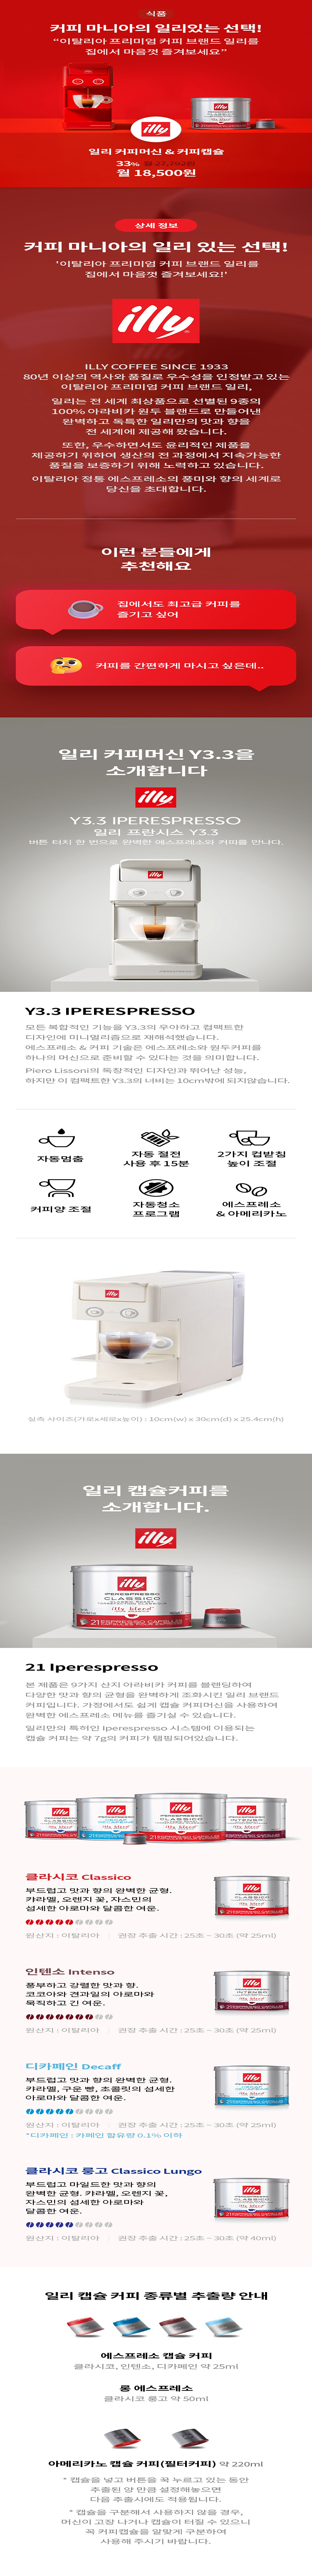 식품
커피 마니아의 일리있는 선택!
“이탈리아 프리미엄 커피 브랜드 일리를
집에서 마음껏 즐겨보세요”
illy
일리 커피머신 & 커피캡슐
33% 월 27,792원
월 18,500원
상세 정보
커피 마니아의 일리 있는 선택!
‘이탈리아 프리미엄 커피 브랜드 일리를
집에서 마음껏 즐겨보세요!’
illy
ILLY COFFEE SINCE 1933
80년 이상의 역사와 품질로 우수성을 인정받고 있는
이탈리아 프리미엄 커피 브랜드 일리,
일리는 전 세계 최상품으로 선별된 9종의
100% 아라비카 원두 블랜드로 만들어낸
완벽하고 독특한 일리만의 맛과 향을
전 세계에 제공해 왔습니다.
또한, 우수하면서도 윤리적인 제품을
제공하기 위하여 생산의 전 과정에서 지속가능한
품질을 보증하기 위해 노력하고 있습니다.
이탈리아 정통 에스프레소의 풍미와 향의 세계로
당신을 초대합니다.
이런 분들에게
추천해요
집에서도 최고급 커피를
즐기고 싶어
커피를 간편하게 마시고 싶은데..
일리 커피머신 Y3.3을
소개합니다
illy
Y3.3 IPERESPRESSO
일리 프란시스 Y3.3
버튼 터치 한 번으로 완벽한 에스프레소와 커피를 만나다.
Y3.3 IPERESPRESSO
모든 복합적인 기능을 Y3.3의 우아하고 컴팩트한
디자인에 미니멀리즘으로 재해석했습니다.
에스프레소 & 커피 기술은 에스프레소와 원두커피를
하나의 머신으로 준비할 수 있다는 것을 의미합니다.
Piero Lissoni의 독창적인 디자인과 뛰어난 성능,
하지만 이 컴팩트한 Y3.3의 너비는 10cm밖에 되지않습니다.
자동멈춤
자동 절전
사용 후 15분
2가지 컵받침
높이 조절
커피양 조절
자동청소
프로그램
에스프레소
& 아메리카노
실측 사이즈(가로x세로x높이) : 10cm(w) x 30cm(d) x 25.4cm(h)
일리 캡슐커피를
소개합니다.
illy
illy
IPERESPRESSO
CLASSICO
illy blend
21 Iperespresso
본 제품은 9가지 산지 아라비카 커피를 블랜딩하여
다양한 맛과 향의 균형을 완벽하게 조화시킨 일리 브랜드
커피입니다. 가정에서도 쉽게 캡슐 커피머신을 사용하여
완벽한 에스프레소 메뉴를 즐기실 수 있습니다.
일리만의 특허인 Iperespresso 시스템에 이용되는
캡슐 커피는 약 7g의 커피가 탬핑되어있습니다.
클라시코 Classico
부드럽고 맛과 향의 완벽한 균형.
캬라멜, 오렌지 꽃, 자스민의
섬세한 아로마와 달콤한 여운.
원산지 : 이탈리아 | 권장 추출 시간 : 25초 ~ 30초 (약 25ml)
인텐소 Intenso
풍부하고 강렬한 맛과 향.
코코아와 견과일의 아로마와
묵직하고 긴 여운.
원산지 : 이탈리아 | 권장 추출 시간 : 25초 ~ 30초 (약 25ml)
디카페인 Decaff
부드럽고 맛과 향의 완벽한 균형.
캬라멜, 구운 빵, 초콜릿의 섬세한
아로마와 달콤한 여운.
원산지 : 이탈리아 | 권장 추출 시간 : 25초 ~ 30초 (약 25ml)
*디카페인 : 카페인 함유량 0.1% 이하
클라시코 룽고 Classico Lungo
부드럽고 마일드한 맛과 향의
완벽한 균형. 캬라멜, 오렌지 꽃,
자스민의 섬세한 아로마와
달콤한 여운.
원산지 : 이탈리아 | 권장 추출 시간 : 25초 ~ 30초 (약 40ml)
일리 캡슐 커피 종류별 추출량 안내
에스프레소 캡슐 커피
클라시코, 인텐소, 디카페인 약 25ml
롱 에스프레소
클라시코 룽고 약 50ml
아메리카노 캡슐 커피(필터커피) 약 220ml
* 캡슐을 넣고 버튼을 꾹 누르고 있는 동안
추출된 양 만큼 설정해놓으면
다음 추출시에도 적용됩니다.
* 캡슐을 구분해서 사용하지 않을 경우,
머신이 고장 나거나 캡슐이 터질 수 있으니
꼭 커피캡슐을 알맞게 구분하여
사용해 주시기 바랍니다.